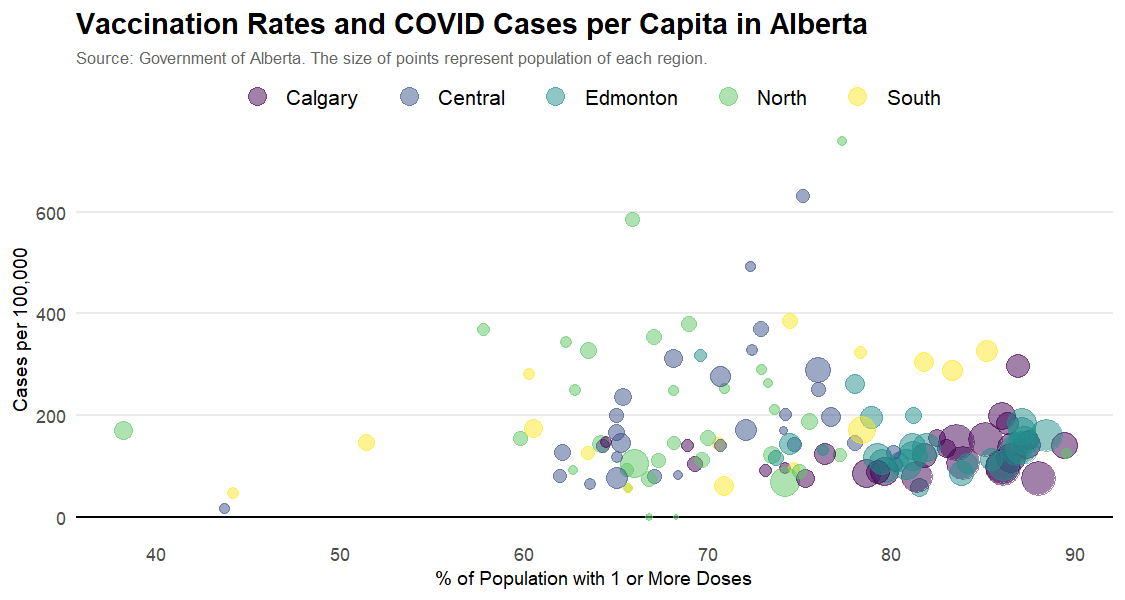 Vaccination Rates and COVID Cases per Capita in Alberta
Source: Government of Alberta. The size of points represent population of each region.
Calgary Central Edmonton North South
Cases per 100,000
600
400
200
0
40 50 60 70 80 90
% of Population with 1 or More Doses